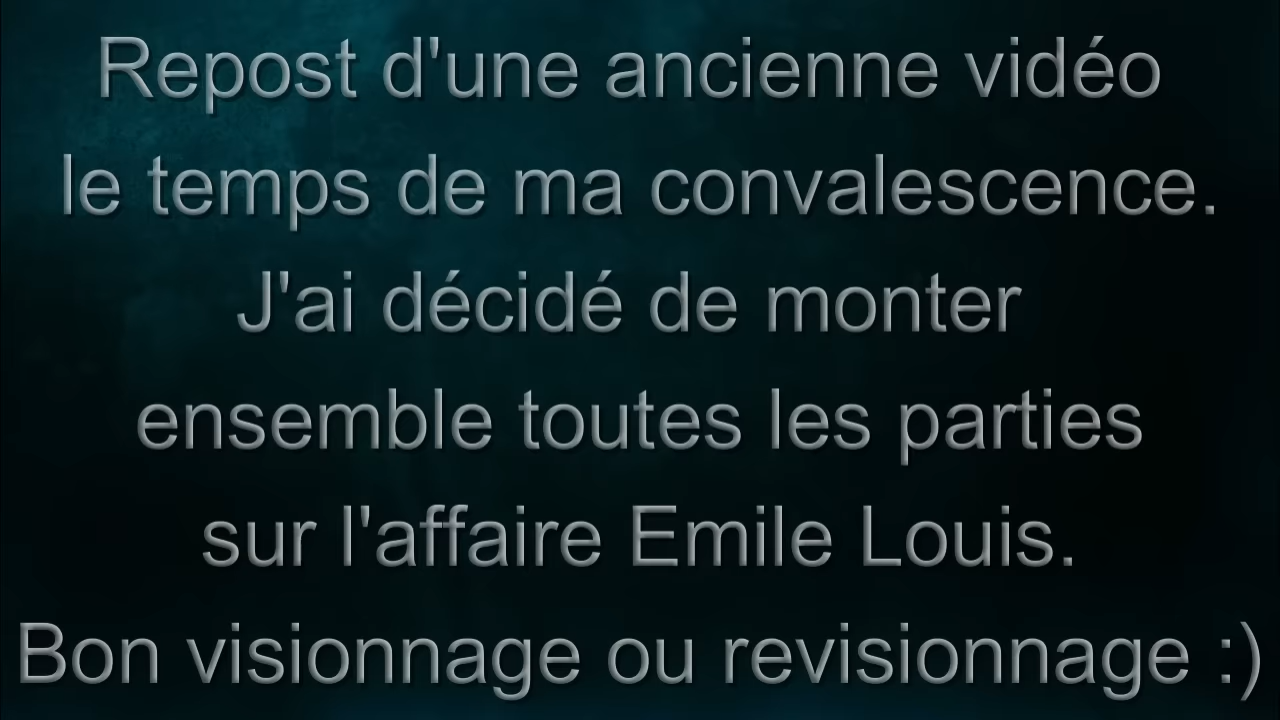 Repost d'une ancienne vidéo
le temps de ma convalescence.
J'ai décidé de monter
ensemble toutes les parties
sur l'affaire Emile Louis.
Bon visionnage ou revisionnage :)